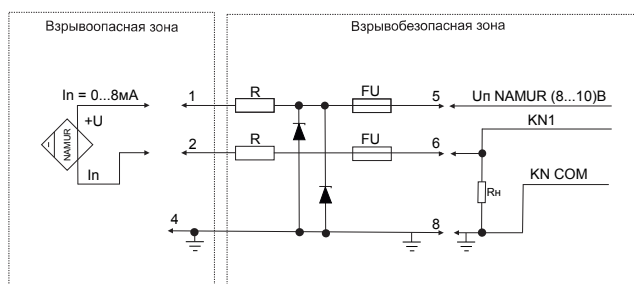 Взрывоопасная зона
Взрывобезопасная зона
In = 0...8мА
1
R
FU
5
Uп NAMUR (8...10)В
+U
NAMUR
KN1
2
R
FU
6
In
KN COM
Rн
4
8